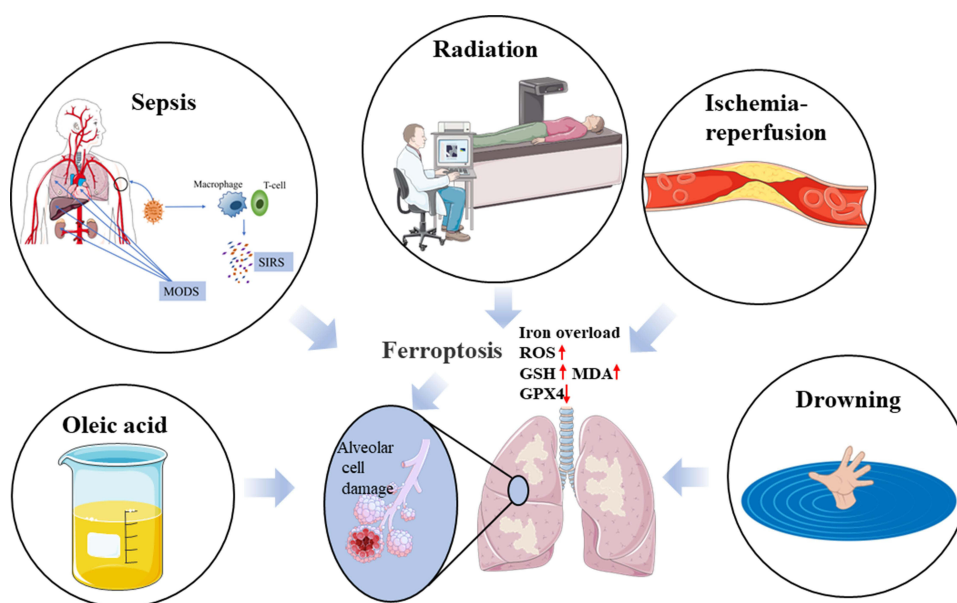 Sepsis
Macrophage
T-cell
SIRS
MODS
Radiation
Ischemia-
reperfusion
Ferroptosis
Iron overload
ROS↑
GSH↑ MDA↑
GPX4↓
Oleic acid
Alveolar
cell
damage
Drowning